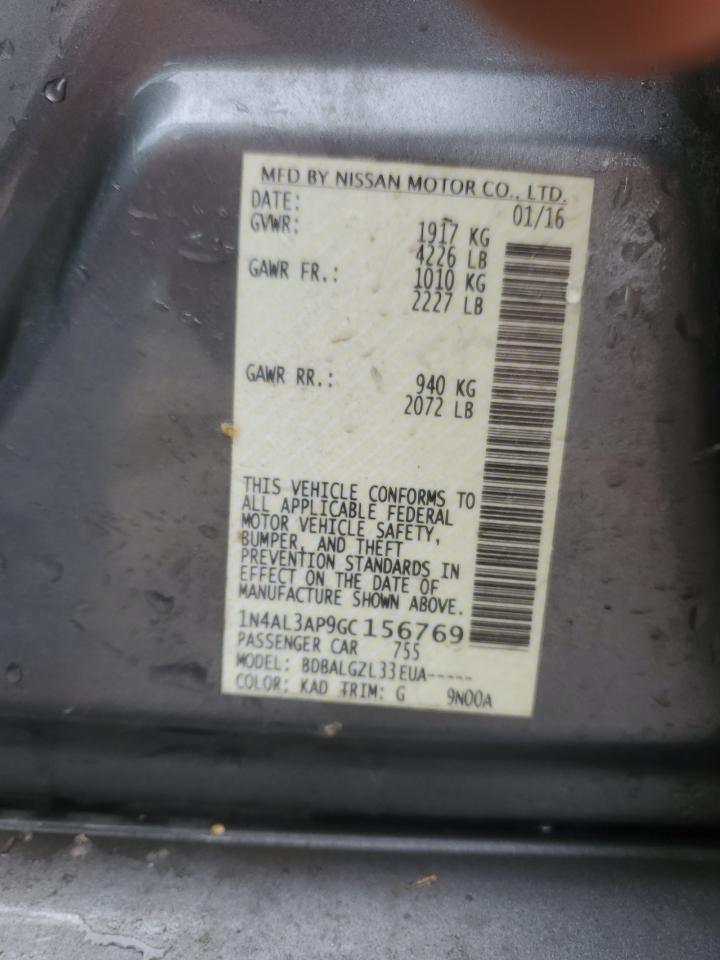 MFD BY NISSAN MOTOR CO., LTD.
DATE: 01/16
GVWR: 1917 KG
4226 LB
GAWR FR.: 1010 KG
2227 LB
GAWR RR.: 940 KG
2072 LB
THIS VEHICLE CONFORMS TO
ALL APPLICABLE FEDERAL
MOTOR VEHICLE SAFETY,
BUMPER, AND THEFT
PREVENTION STANDARDS IN
EFFECT ON THE DATE OF
MANUFACTURE SHOWN ABOVE.
1N4AL3AP9GC156769
PASSENGER CAR 755
MODEL: BDBALGZL33EUA-----
COLOR: KAD TRIM: G 9N00A